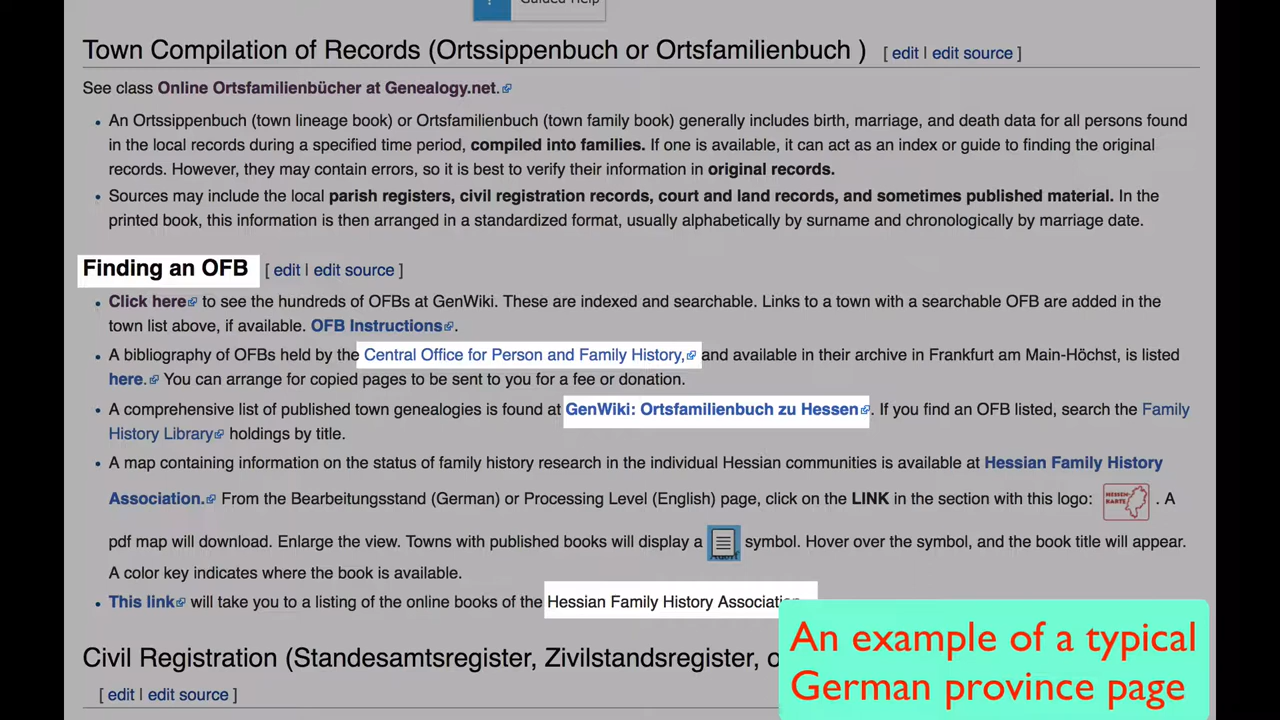 Guided Help
Town Compilation of Records (Ortssippenbuch or Ortsfamilienbuch ) [ edit | edit source ]
See class Online Ortsfamilienbücher at Genealogy.net.
• An Ortssippenbuch (town lineage book) or Ortsfamilienbuch (town family book) generally includes birth, marriage, and death data for all persons found
in the local records during a specified time period, compiled into families. If one is available, it can act as an index or guide to finding the original
records. However, they may contain errors, so it is best to verify their information in original records.
• Sources may include the local parish registers, civil registration records, court and land records, and sometimes published material. In the
printed book, this information is then arranged in a standardized format, usually alphabetically by surname and chronologically by marriage date.
Finding an OFB [ edit | edit source ]
• Click here to see the hundreds of OFBs at GenWiki. These are indexed and searchable. Links to a town with a searchable OFB are added in the
town list above, if available. OFB Instructions.
• A bibliography of OFBs held by the Central Office for Person and Family History, and available in their archive in Frankfurt am Main-Höchst, is listed
here. You can arrange for copied pages to be sent to you for a fee or donation.
• A comprehensive list of published town genealogies is found at GenWiki: Ortsfamilienbuch zu Hessen. If you find an OFB listed, search the Family
History Library holdings by title.
• A map containing information on the status of family history research in the individual Hessian communities is available at Hessian Family History
Association. From the Bearbeitungsstand (German) or Processing Level (English) page, click on the LINK in the section with this logo: HESSEN-KARTE . A
pdf map will download. Enlarge the view. Towns with published books will display a symbol. Hover over the symbol, and the book title will appear.
A color key indicates where the book is available.
• This link will take you to a listing of the online books of the Hessian Family History Association
Civil Registration (Standesamtsregister, Zivilstandsregister, o
[ edit | edit source ]
An example of a typical
German province page